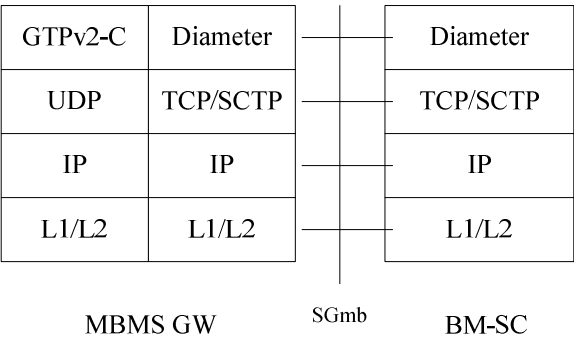 GTPv2-C Diameter Diameter
UDP TCP/SCTP TCP/SCTP
IP IP IP
L1/L2 L1/L2 L1/L2
MBMS GW SGmb BM-SC